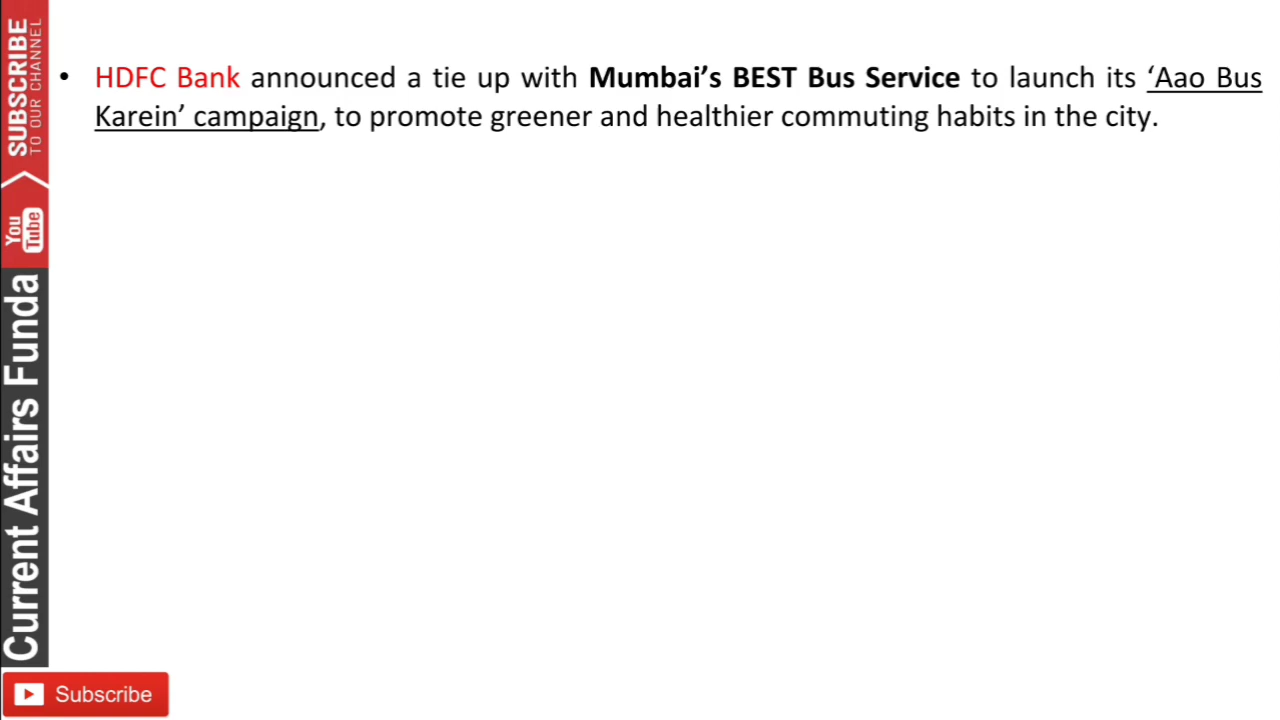 • HDFC Bank announced a tie up with Mumbai’s BEST Bus Service to launch its ‘Aao Bus
Karein’ campaign, to promote greener and healthier commuting habits in the city.
SUBSCRIBE
TO OUR CHANNEL
You
Tube
Current Affairs Funda
Subscribe